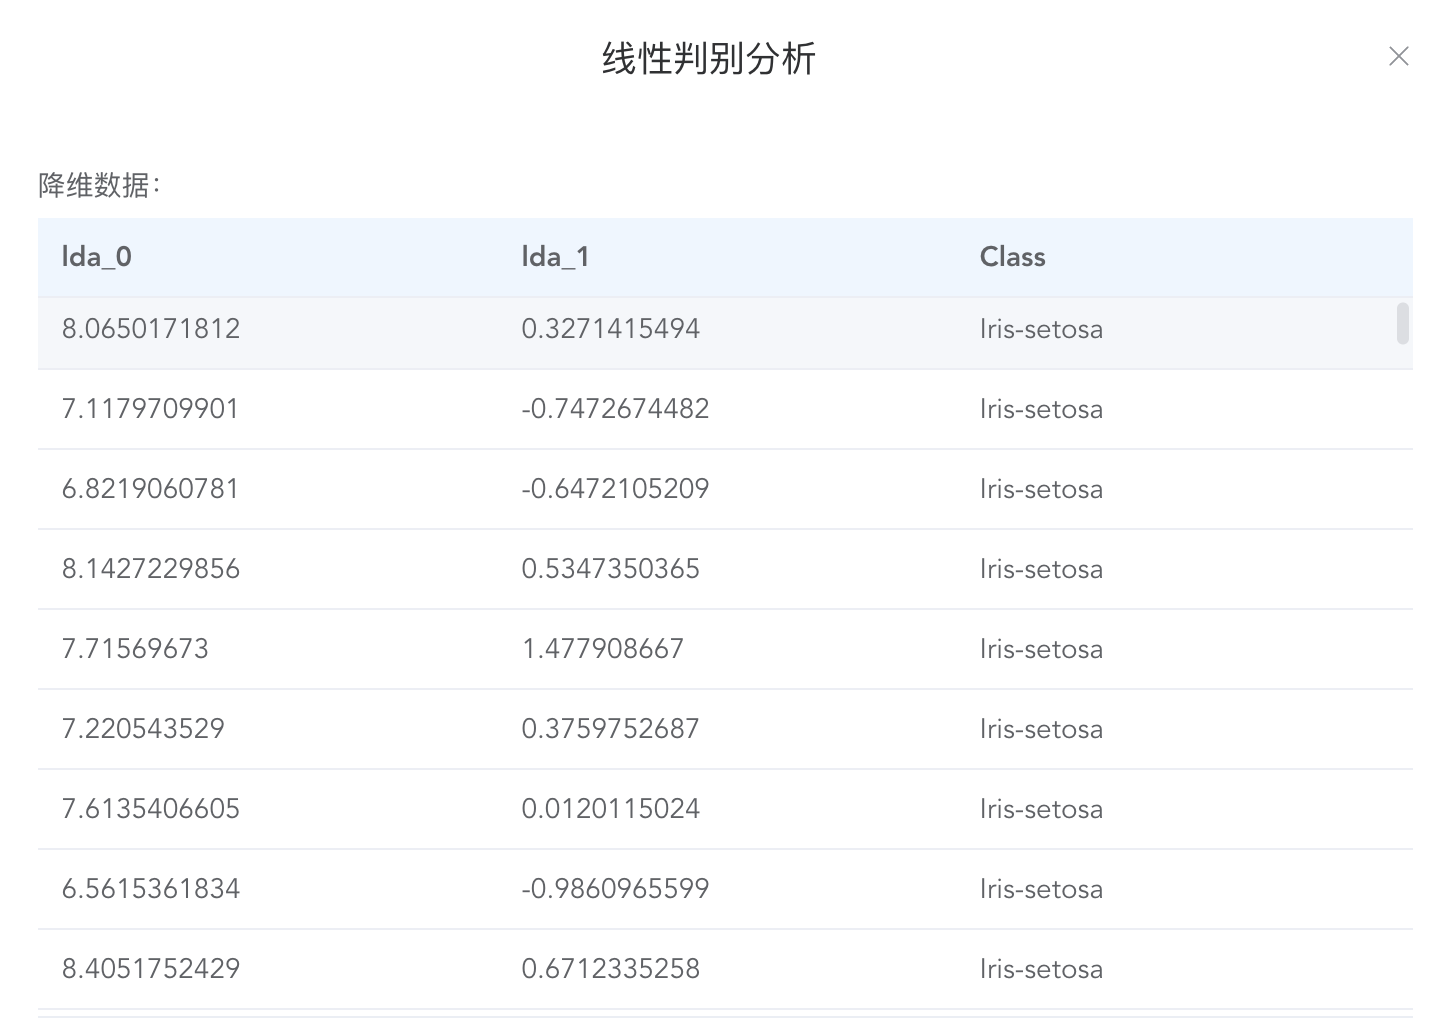 线性判别分析
降维数据：
lda_0 lda_1 Class
8.0650171812 0.3271415494 Iris-setosa
7.1179709901 -0.7472674482 Iris-setosa
6.8219060781 -0.6472105209 Iris-setosa
8.1427229856 0.5347350365 Iris-setosa
7.71569673 1.477908667 Iris-setosa
7.220543529 0.3759752687 Iris-setosa
7.6135406605 0.0120115024 Iris-setosa
6.5615361834 -0.9860965599 Iris-setosa
8.4051752429 0.6712335258 Iris-setosa